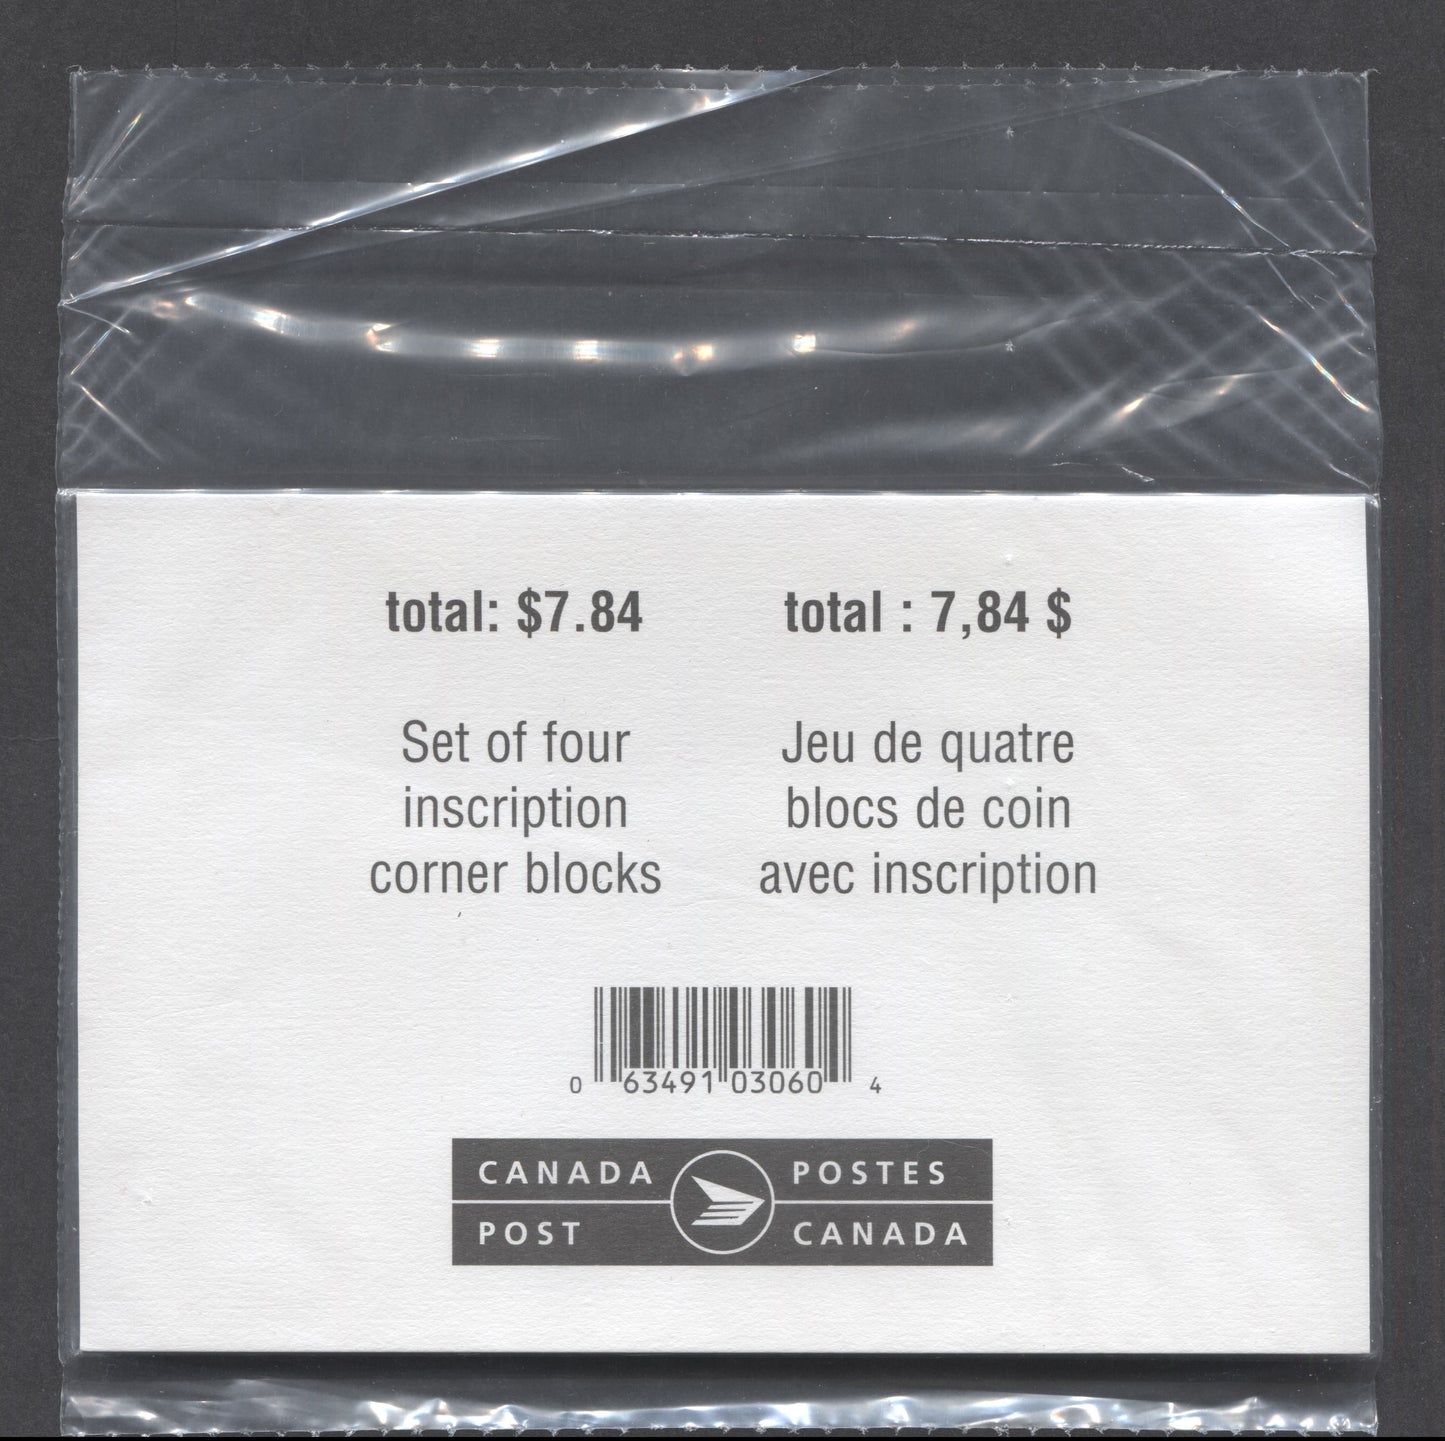 total: $7.84
total : 7,84 $
Set of four
inscription
corner blocks
Jeu de quatre
blocs de coin
avec inscription
0 63491 03060 4
CANADA
POST
POSTES
CANADA